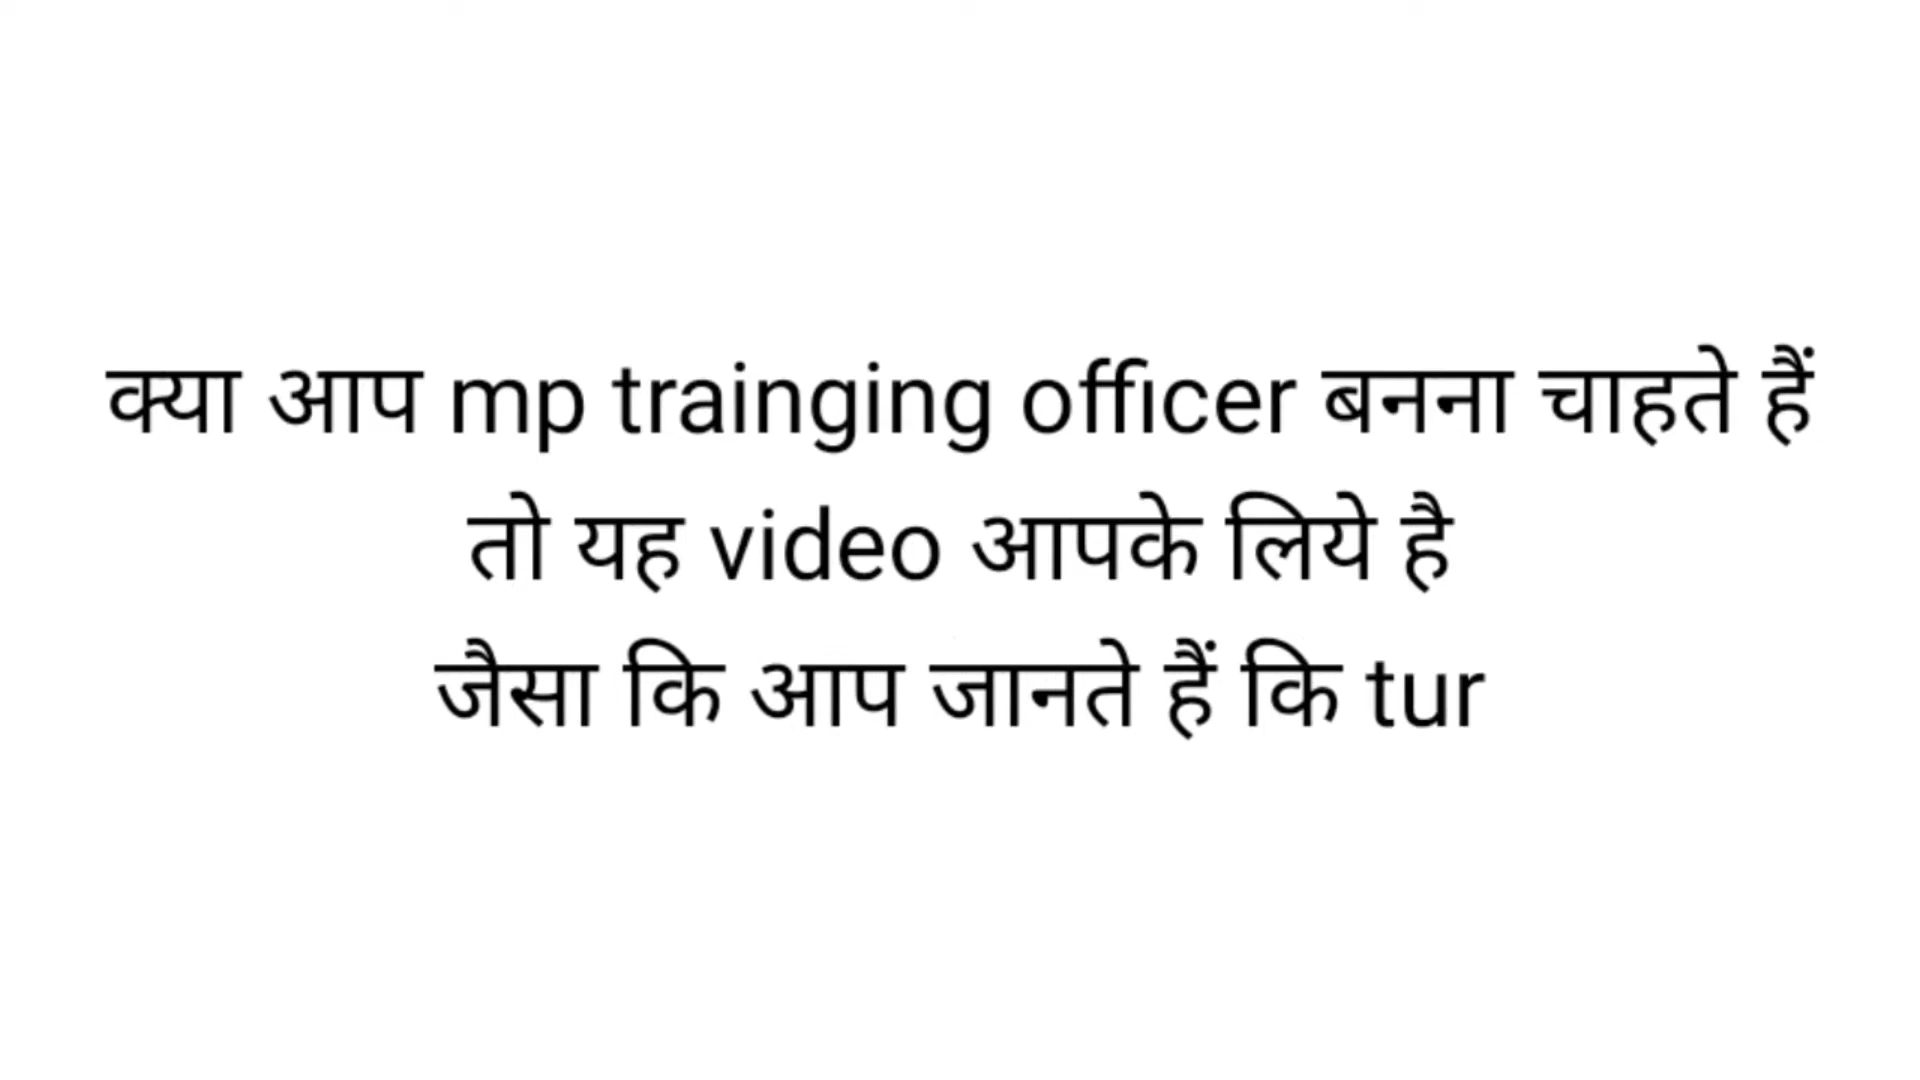 क्या आप mp trainging officer बनना चाहते हैं
तो यह video आपके लिये है
जैसा कि आप जानते हैं कि tur